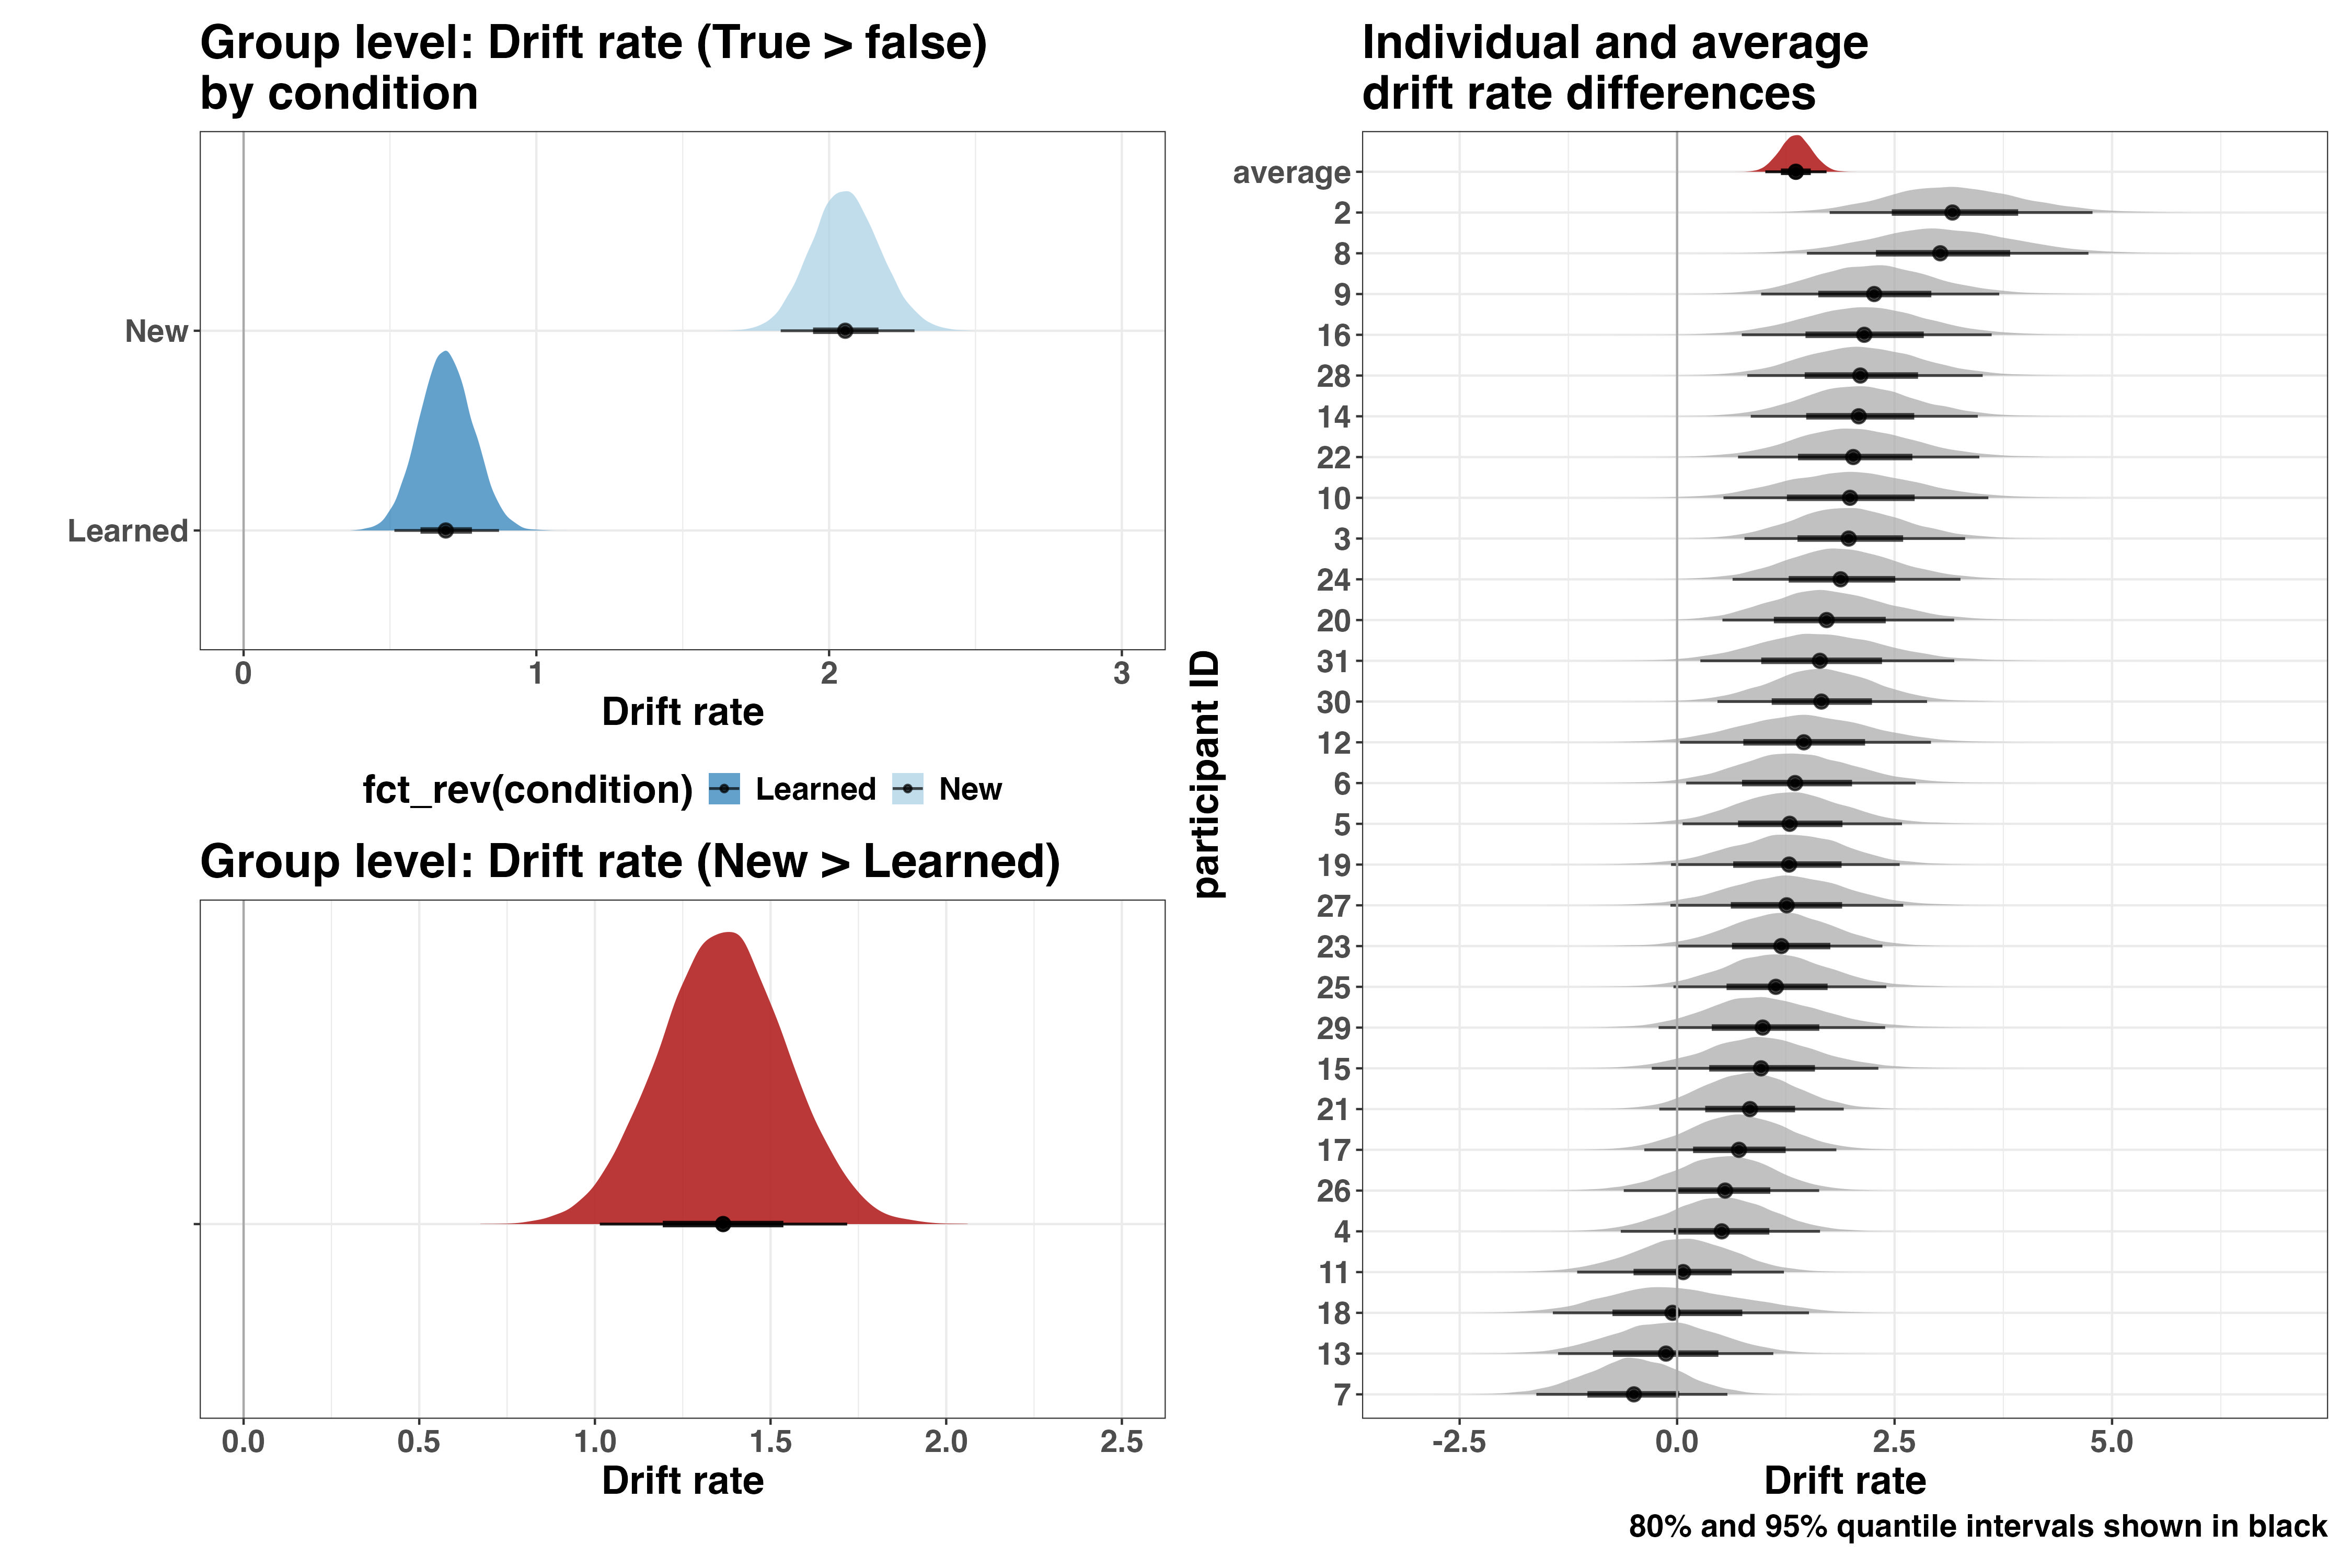 Group level: Drift rate (True > false)
by condition
New
Learned
0 1 2 3
Drift rate
fct_rev(condition) Learned New
Group level: Drift rate (New > Learned)
0.0 0.5 1.0 1.5 2.0 2.5
Drift rate
Individual and average
drift rate differences
participant ID
average
2
8
9
16
28
14
22
10
3
24
20
31
30
12
6
5
19
27
23
25
29
15
21
17
26
4
11
18
13
7
-2.5 0.0 2.5 5.0
Drift rate
80% and 95% quantile intervals shown in black